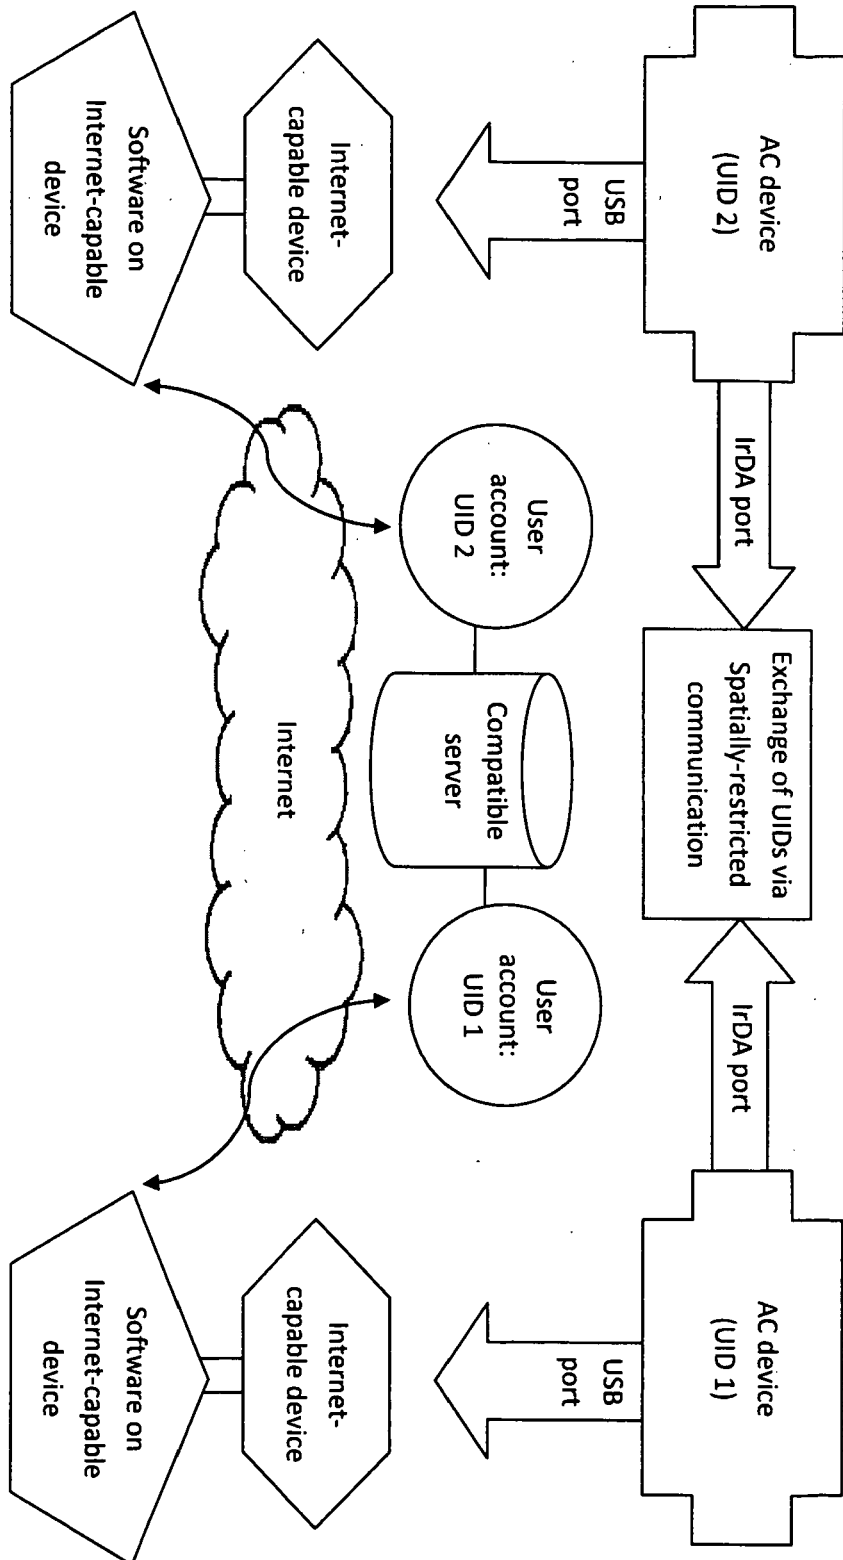 AC device
(UID 2)
IrDA port
Exchange of UIDs via
Spatially-restricted
communication
IrDA port
AC device
(UID 1)
USB
port
USB
port
User
account:
UID 2
Compatible
server
User
account:
UID 1
Internet-
capable device
Internet
Internet-
capable device
Software on
Internet-capable
device
Software on
Internet-capable
device